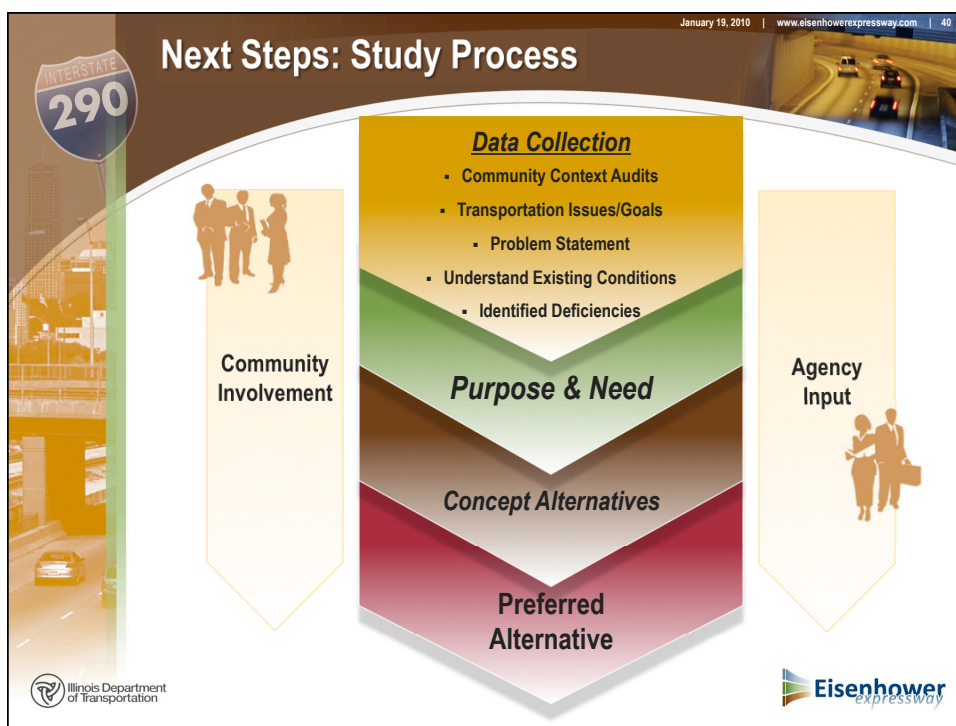 January 19, 2010 | www.eisenhowerexpressway.com | 40
Next Steps: Study Process
INTERSTATE
290
Data Collection
▪ Community Context Audits
▪ Transportation Issues/Goals
▪ Problem Statement
▪ Understand Existing Conditions
▪ Identified Deficiencies
Community
Involvement
Purpose & Need
Agency
Input
Concept Alternatives
Preferred
Alternative
Illinois Department
of Transportation
Eisenhower
expressway